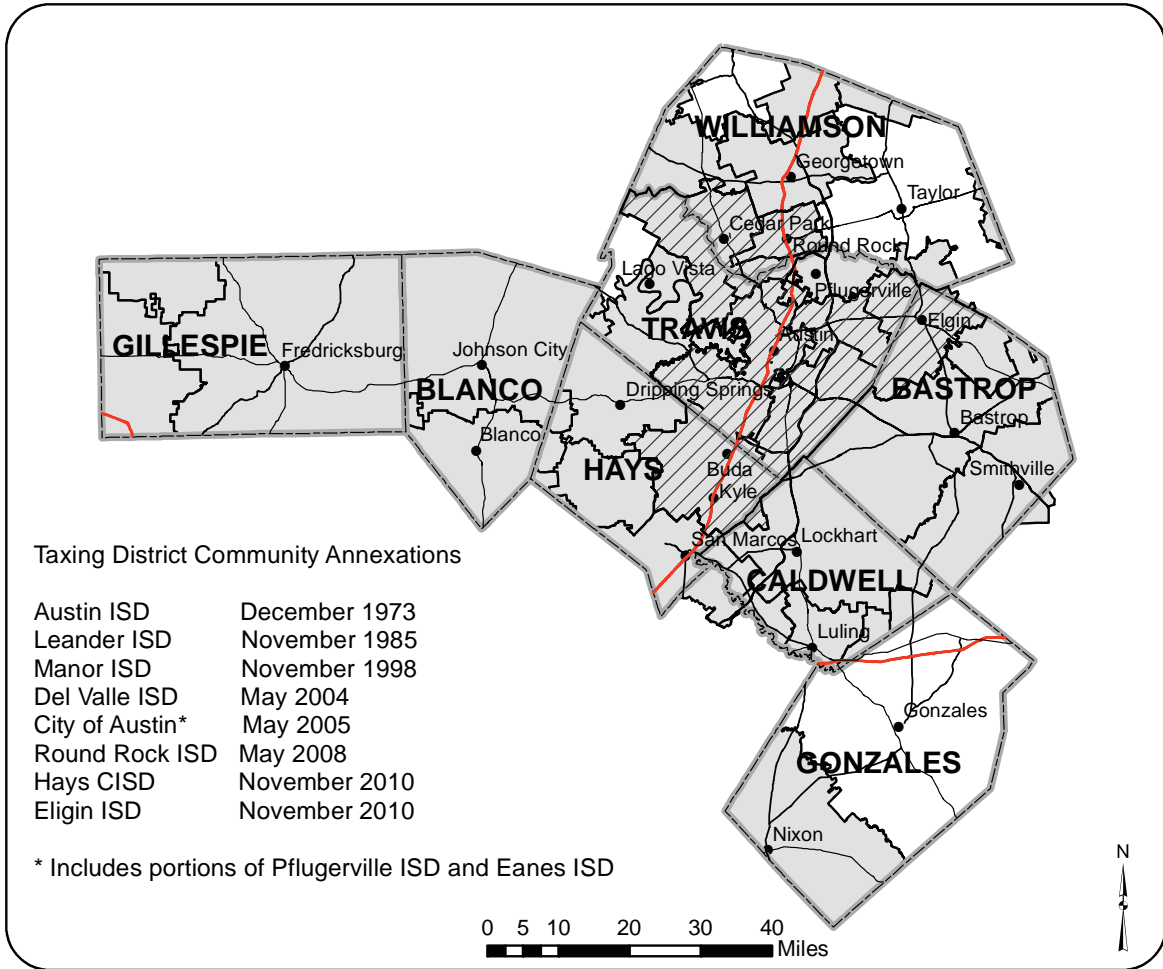 WILLIAMSON
Georgetown
Taylor
Cedar Park
Round Rock
Lago Vista
Pflugerville
TRAVIS
Elgin
Austin
GILLESPIE
Fredricksburg
Johnson City
BLANCO
Dripping Springs
BASTROP
Bastrop
Blanco
HAYS
Buda
Smithville
Kyle
San Marcos
Lockhart
CALDWELL
Luling
Gonzales
GONZALES
Nixon
Taxing District Community Annexations
Austin ISD December 1973
Leander ISD November 1985
Manor ISD November 1998
Del Valle ISD May 2004
City of Austin* May 2005
Round Rock ISD May 2008
Hays CISD November 2010
Eligin ISD November 2010
* Includes portions of Pflugerville ISD and Eanes ISD
N
0 5 10 20 30 40
Miles